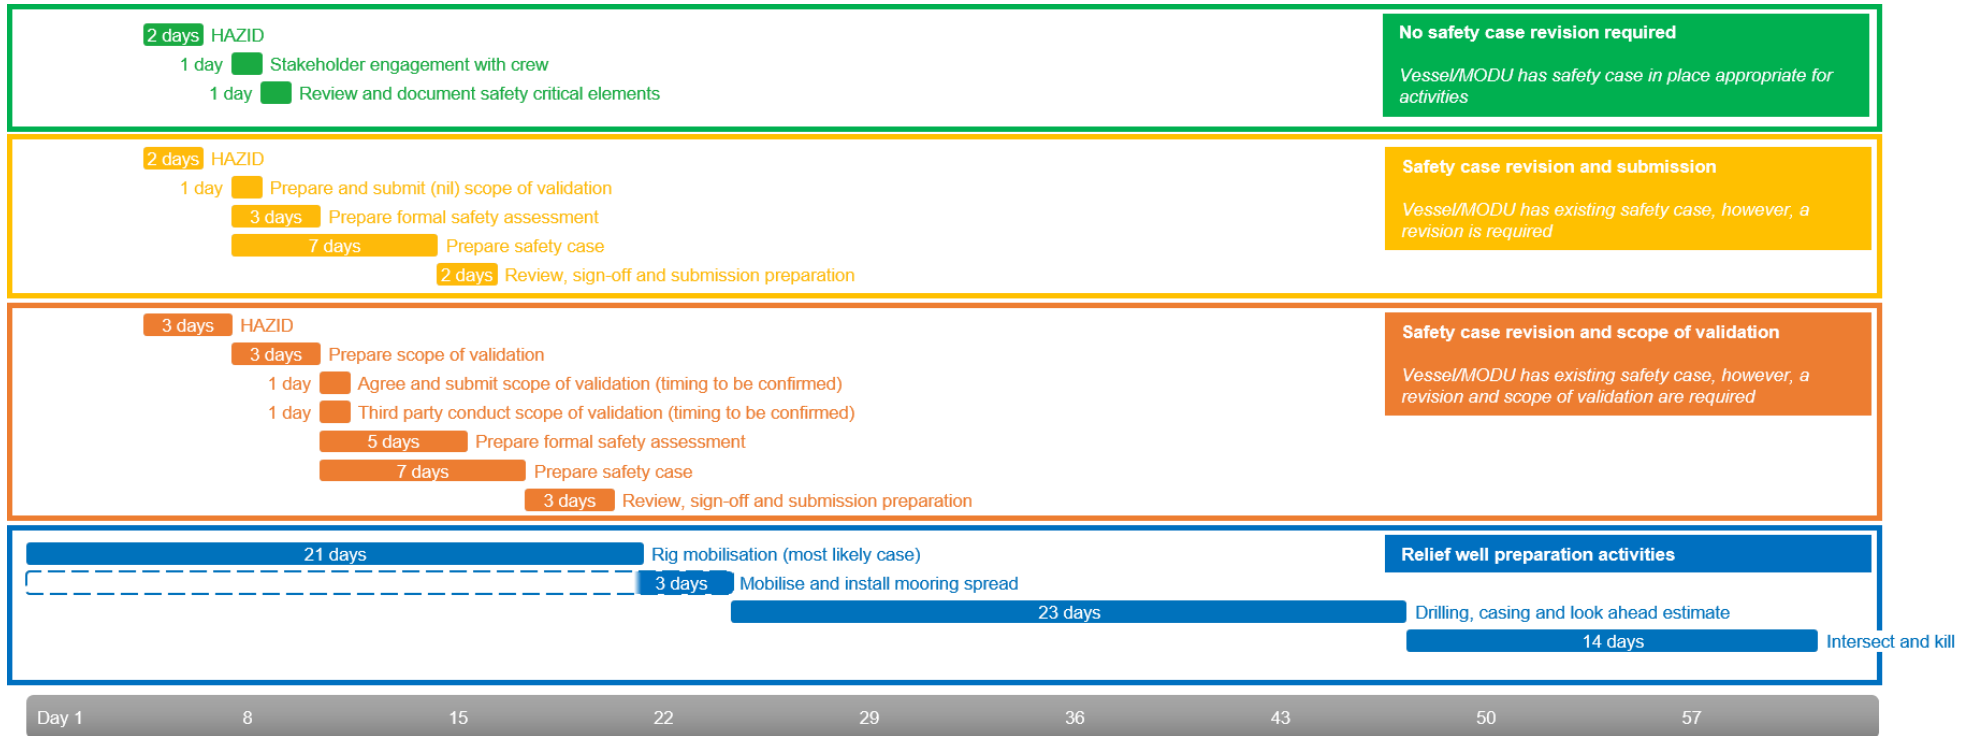 2 days HAZID
1 day Stakeholder engagement with crew
1 day Review and document safety critical elements
No safety case revision required
Vessel/MODU has safety case in place appropriate for
activities
2 days HAZID
1 day Prepare and submit (nil) scope of validation
3 days Prepare formal safety assessment
7 days Prepare safety case
2 days Review, sign-off and submission preparation
Safety case revision and submission
Vessel/MODU has existing safety case, however, a
revision is required
3 days HAZID
3 days Prepare scope of validation
1 day Agree and submit scope of validation (timing to be confirmed)
1 day Third party conduct scope of validation (timing to be confirmed)
5 days Prepare formal safety assessment
7 days Prepare safety case
3 days Review, sign-off and submission preparation
Safety case revision and scope of validation
Vessel/MODU has existing safety case, however, a
revision and scope of validation are required
21 days Rig mobilisation (most likely case)
3 days Mobilise and install mooring spread
23 days Drilling, casing and look ahead estimate
14 days Intersect and kill
Relief well preparation activities
Day 1 8 15 22 29 36 43 50 57